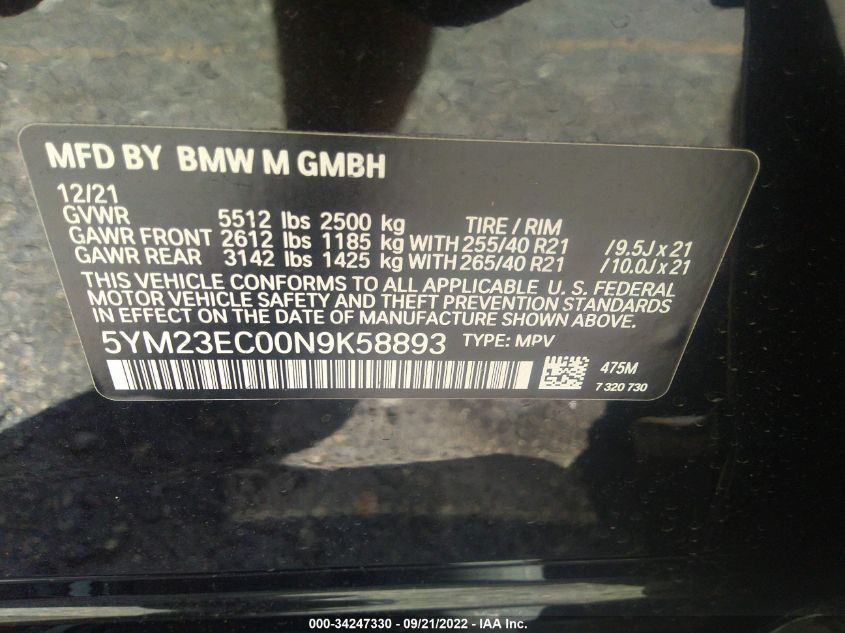 MFD BY BMW M GMBH
12/21
GVWR 5512 lbs 2500 kg TIRE / RIM
GAWR FRONT 2612 lbs 1185 kg WITH 255/40 R21 /9.5J x 21
GAWR REAR 3142 lbs 1425 kg WITH 265/40 R21 /10.0J x 21
THIS VEHICLE CONFORMS TO ALL APPLICABLE U. S. FEDERAL
MOTOR VEHICLE SAFETY AND THEFT PREVENTION STANDARDS
IN EFFECT ON THE DATE OF MANUFACTURE SHOWN ABOVE.
5YM23EC00N9K58893 TYPE: MPV
475M
7 320 730
000-34247330 - 09/21/2022 - IAA Inc.